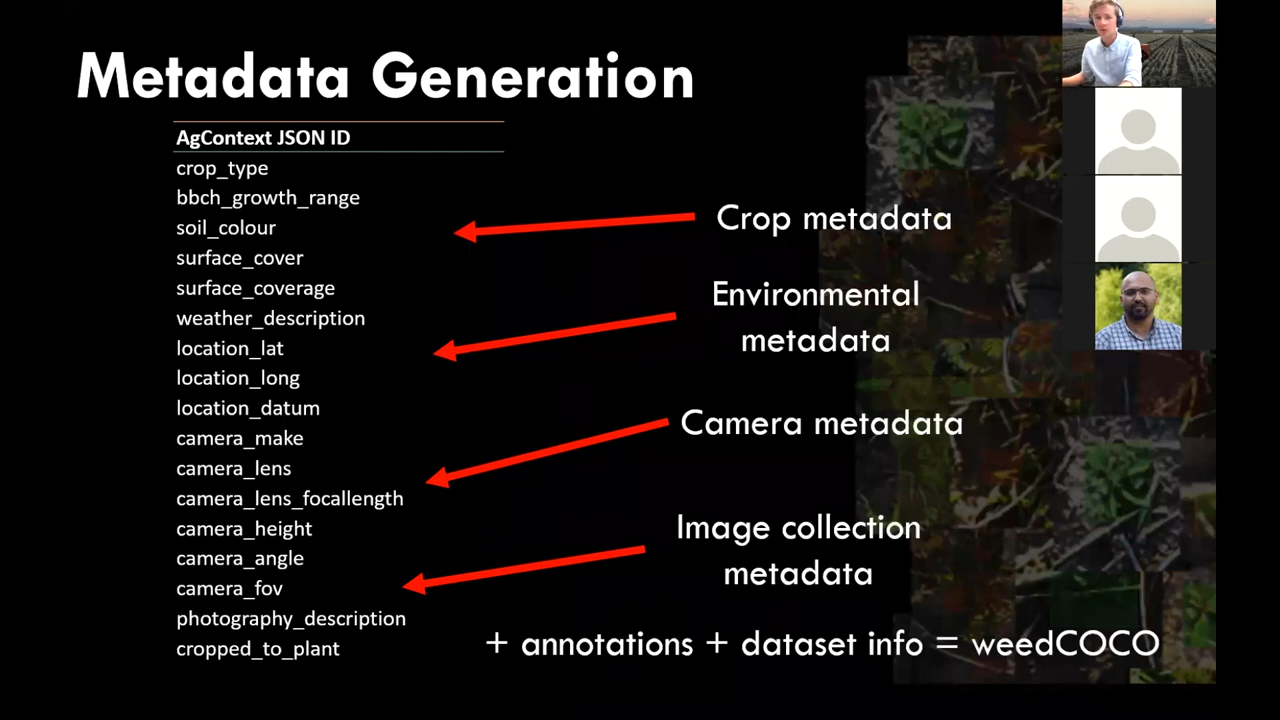 Metadata Generation
AgContext JSON ID
crop_type
bbch_growth_range
soil_colour
surface_cover
surface_coverage
weather_description
location_lat
location_long
location_datum
camera_make
camera_lens
camera_lens_focallength
camera_height
camera_angle
camera_fov
photography_description
cropped_to_plant
Crop metadata
Environmental
metadata
Camera metadata
Image collection
metadata
+ annotations + dataset info = weedCOCO